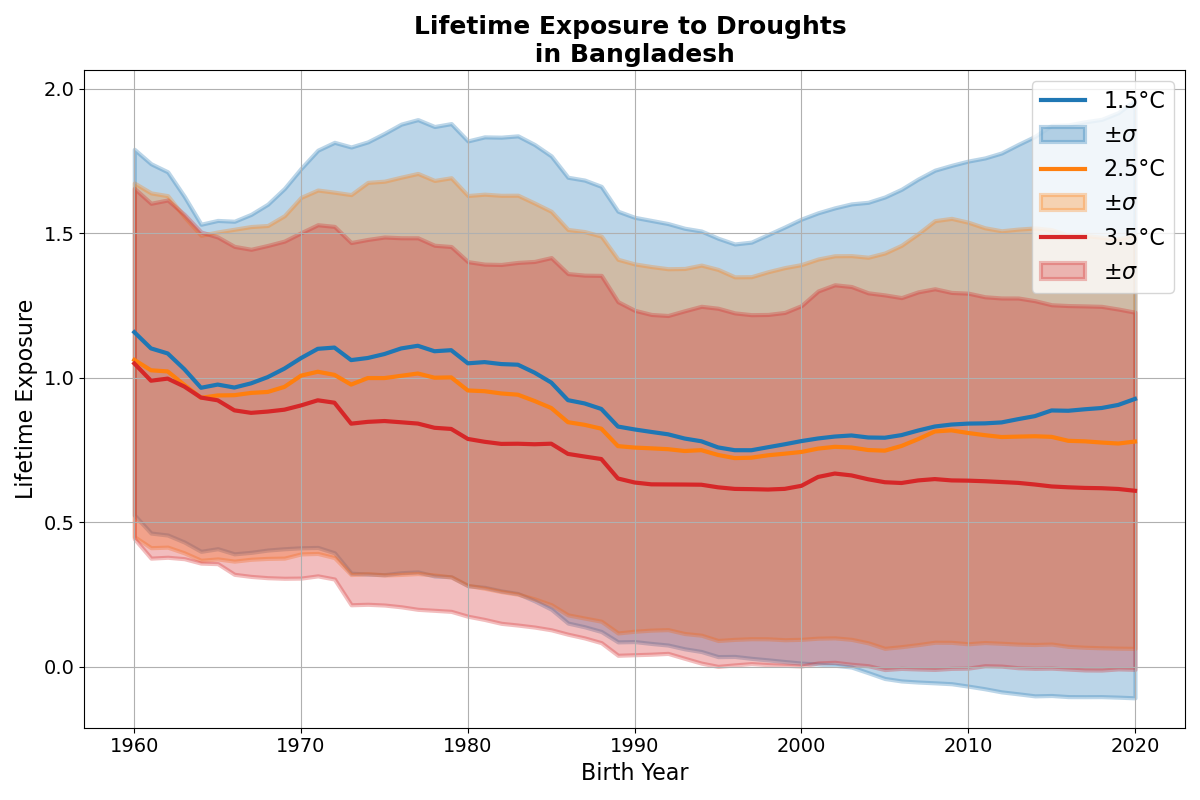 Lifetime Exposure to Droughts
in Bangladesh
Lifetime Exposure
2.0
1.5
1.0
0.5
0.0
1.5°C
±σ
2.5°C
±σ
3.5°C
±σ
1960
1970
1980
1990
2000
2010
2020
Birth Year